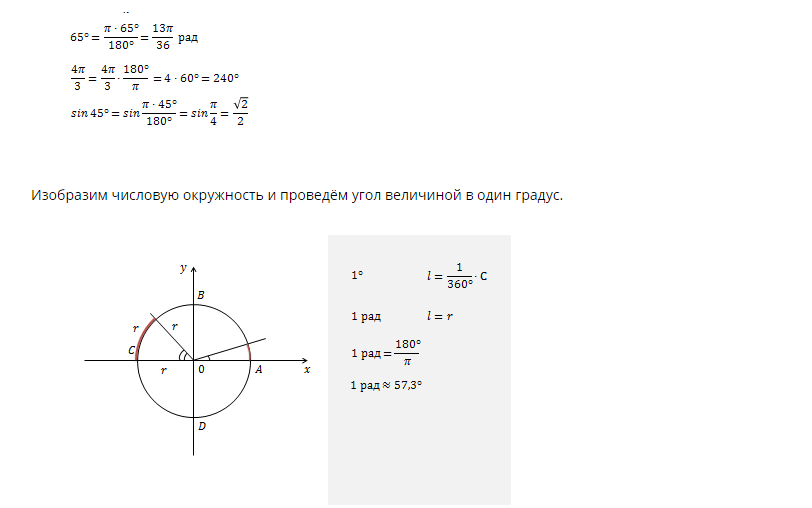 65° = π · 65° / 180° = 13π / 36 рад
4π / 3 = 4π / 3 · 180° / π = 4 · 60° = 240°
sin 45° = sin π · 45° / 180° = sin π / 4 = √2 / 2
Изобразим числовую окружность и проведём угол величиной в один градус.
y
B
r
r
C
r
0
A
x
D
1° l = 1 / 360° · C
1 рад l = r
1 рад = 180° / π
1 рад ≈ 57,3°